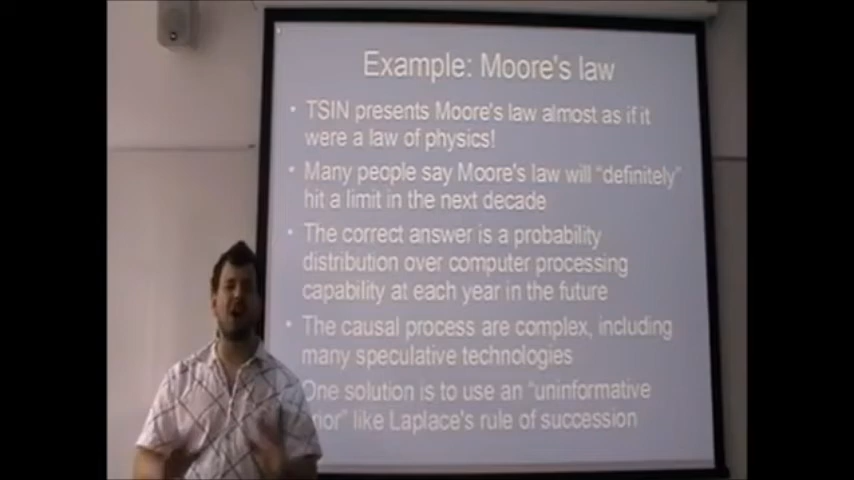 Example: Moore's law
• TSIN presents Moore's law almost as if it
were a law of physics!
• Many people say Moore's law will "definitely"
hit a limit in the next decade
• The correct answer is a probability
distribution over computer processing
capability at each year in the future
• The causal process are complex, including
many speculative technologies
One solution is to use an "uninformative
rior" like Laplace's rule of succession